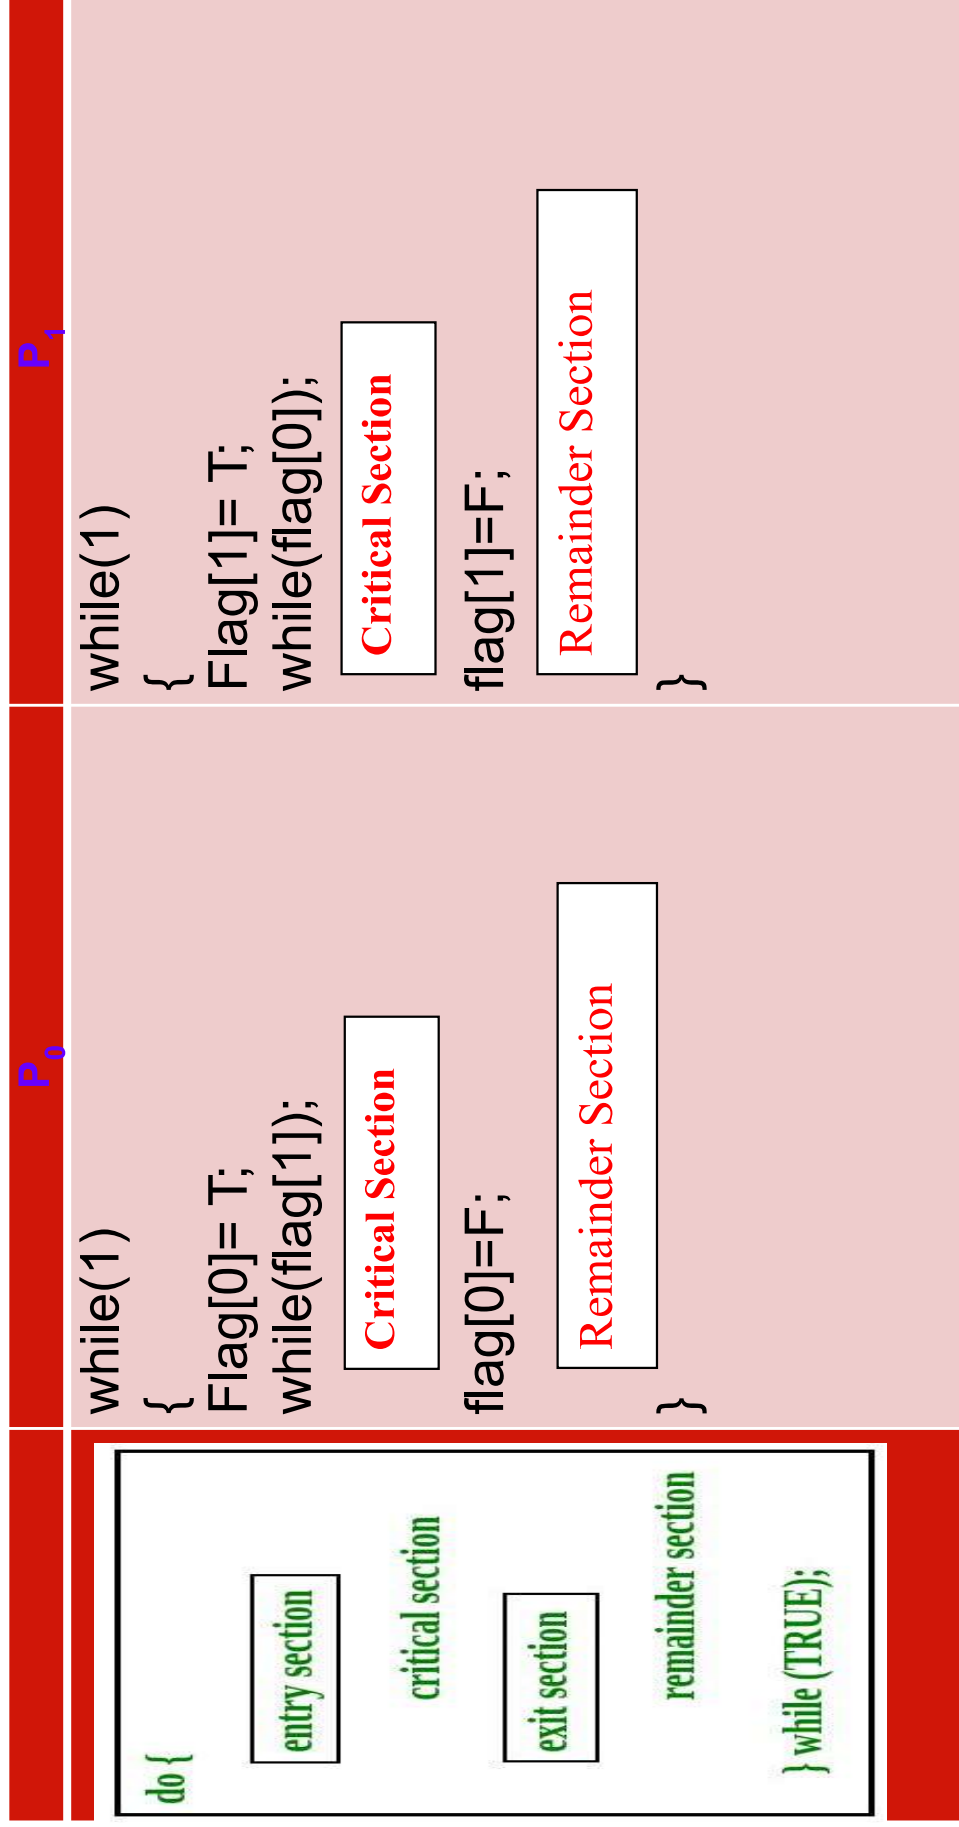 P0
P1
do {
entry section
critical section
exit section
remainder section
} while (TRUE);
while(1)
{
Flag[0]= T;
while(flag[1]);
Critical Section
flag[0]=F;
Remainder Section
}
while(1)
{
Flag[1]= T;
while(flag[0]);
Critical Section
flag[1]=F;
Remainder Section
}